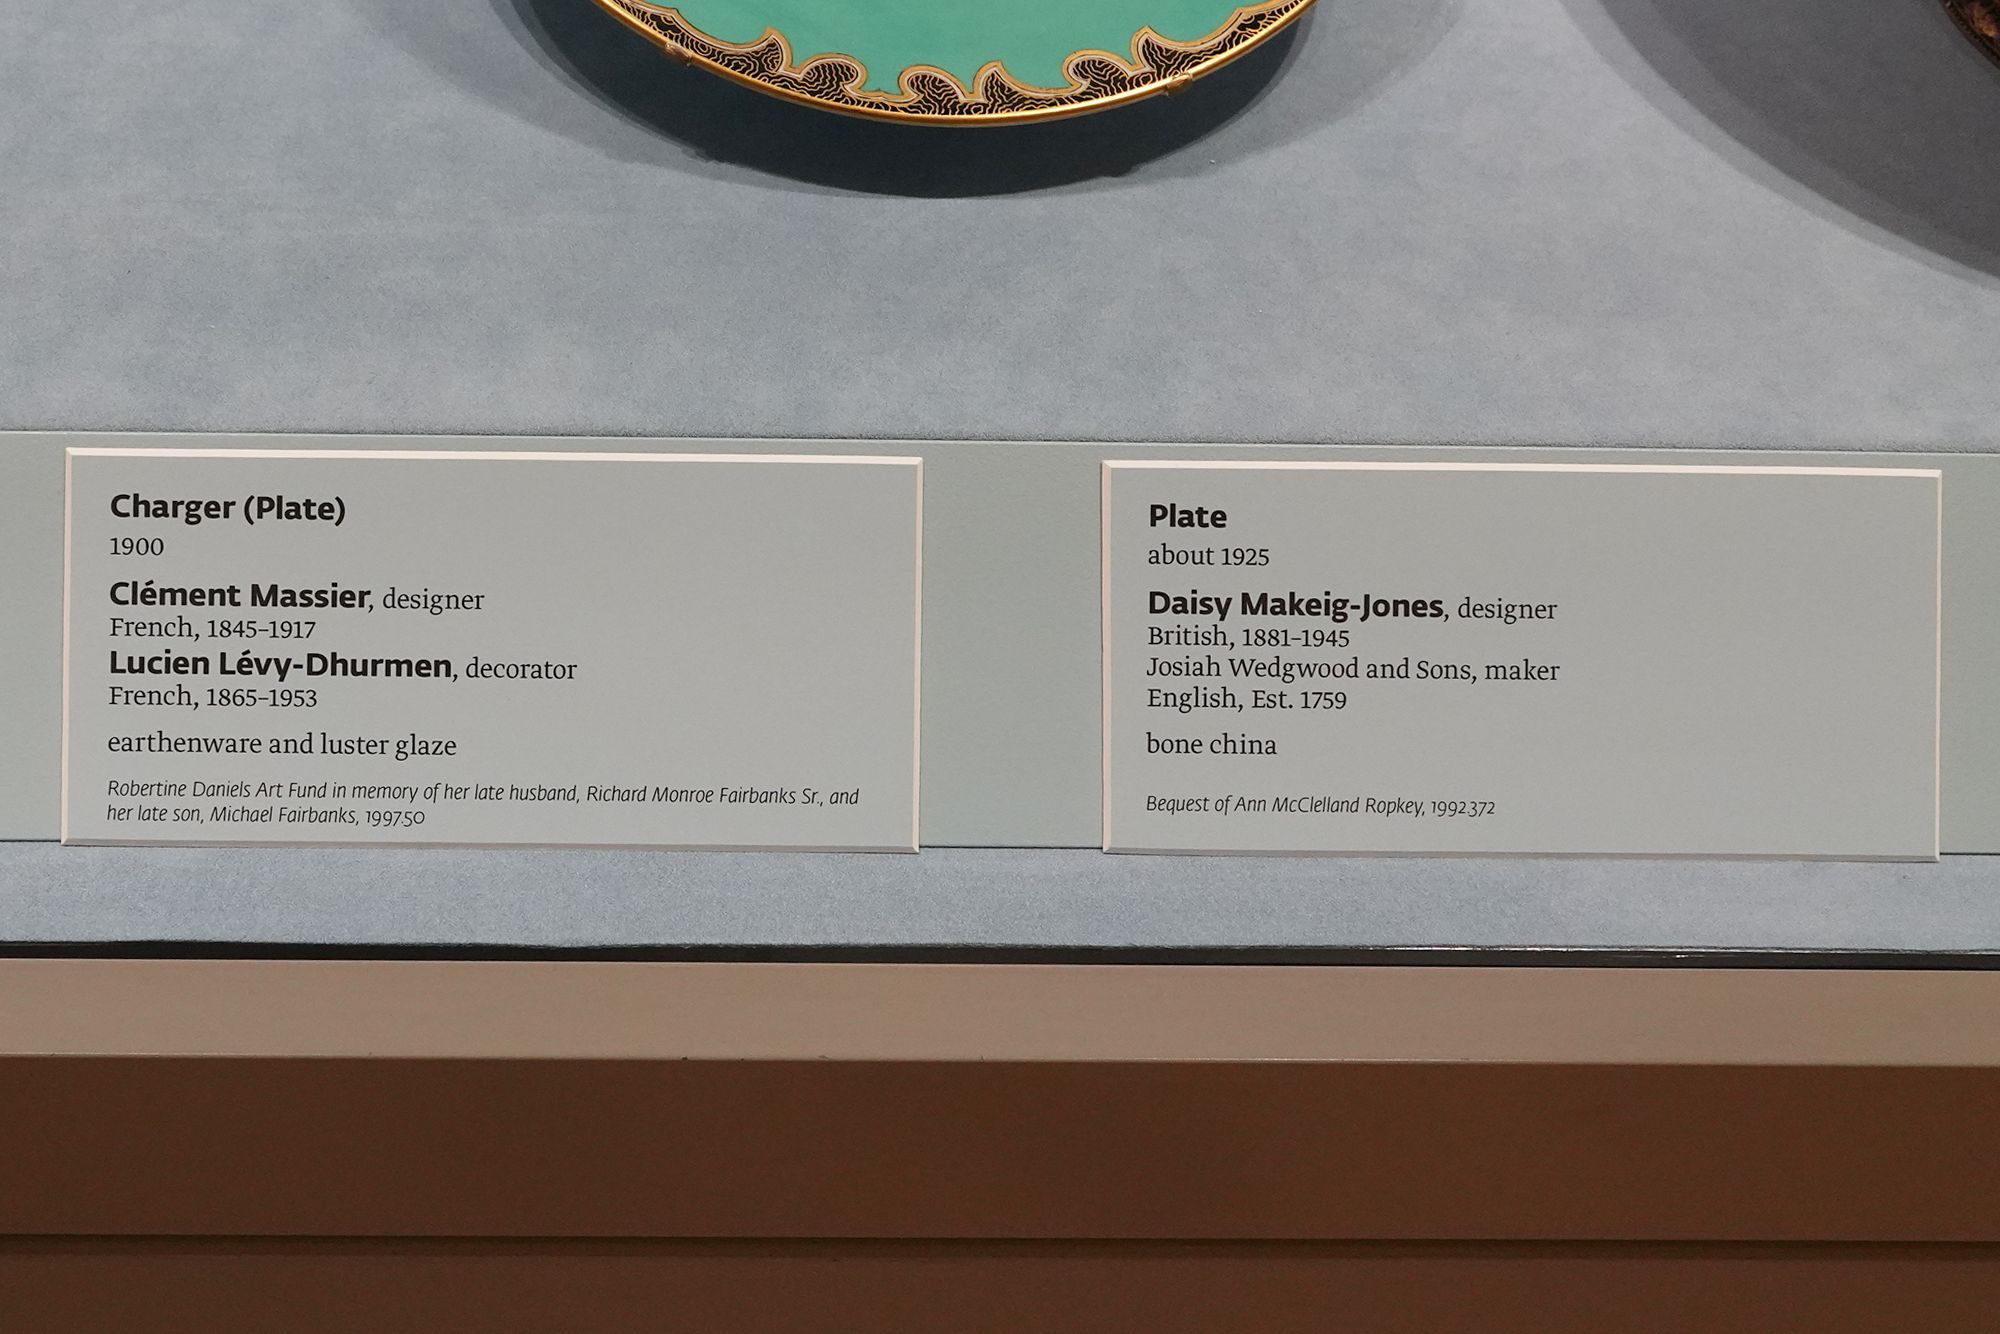 Charger (Plate)
1900
Clément Massier, designer
French, 1845–1917
Lucien Lévy-Dhurmen, decorator
French, 1865–1953
earthenware and luster glaze
Robertine Daniels Art Fund in memory of her late husband, Richard Monroe Fairbanks Sr., and
her late son, Michael Fairbanks, 1997.50
Plate
about 1925
Daisy Makeig-Jones, designer
British, 1881–1945
Josiah Wedgwood and Sons, maker
English, Est. 1759
bone china
Bequest of Ann McClelland Ropkey, 1992.372